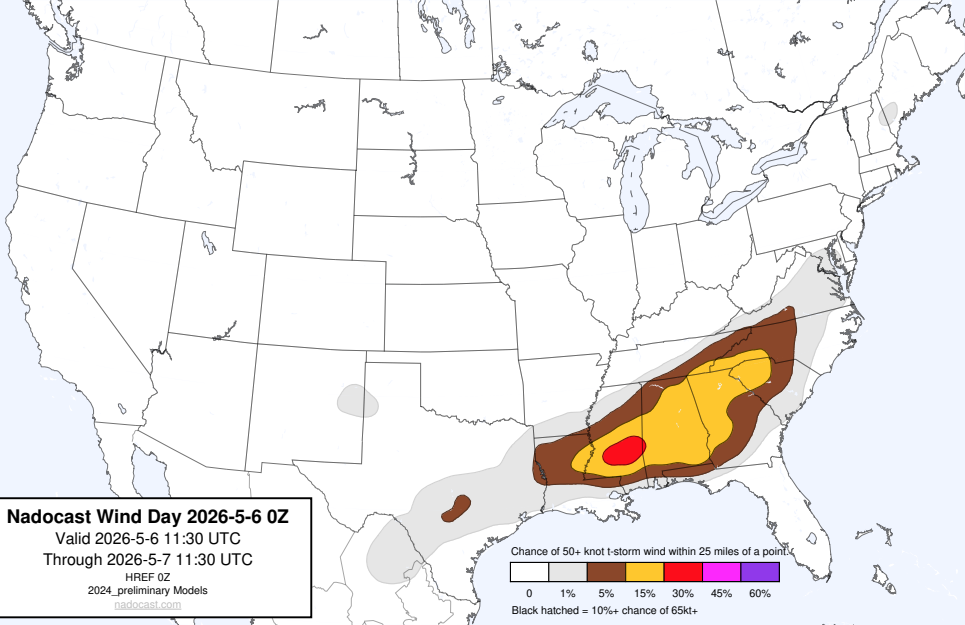 Nadocast Wind Day 2026-5-6 0Z
Valid 2026-5-6 11:30 UTC
Through 2026-5-7 11:30 UTC
HREF 0Z
2024_preliminary Models
nadocast.com
Chance of 50+ knot t-storm wind within 25 miles of a point.
0 1% 5% 15% 30% 45% 60%
Black hatched = 10%+ chance of 65kt+